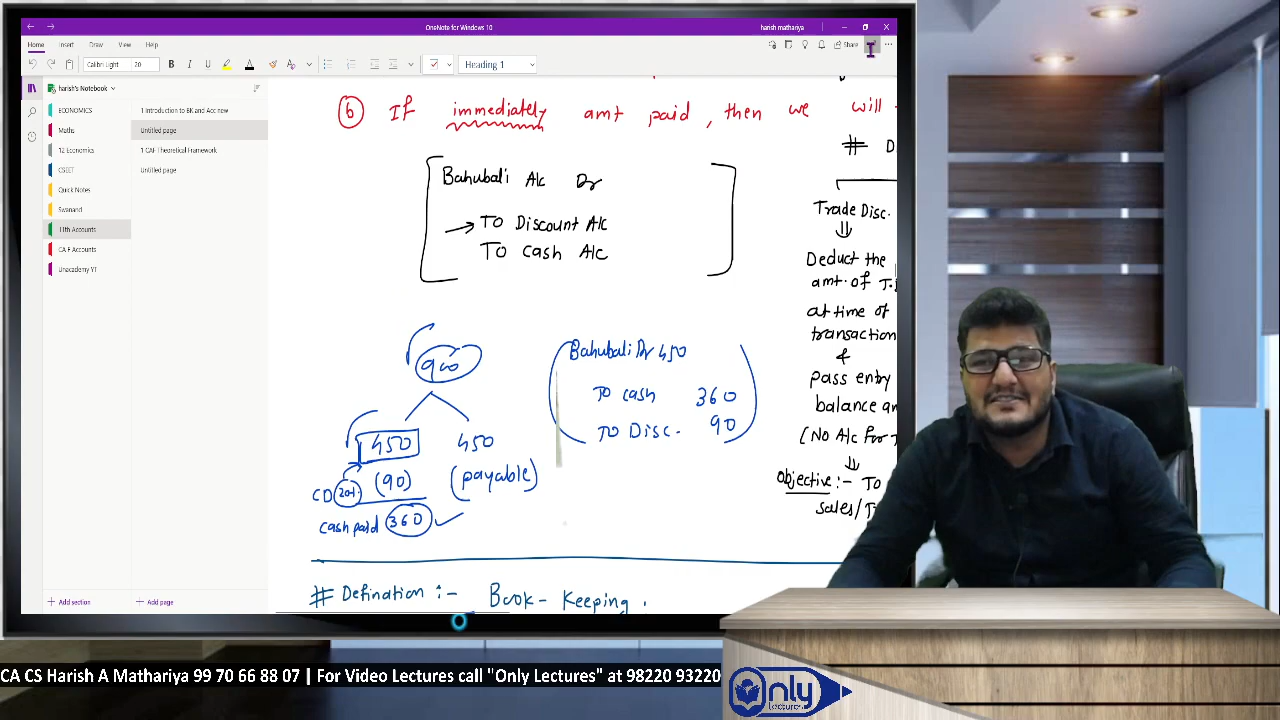 OneNote for Windows 10
harish mathariya
Home Insert Draw View Help
Share
Calibri Light 20 B I U A Heading 1
harish's Notebook
ECONOMICS
Maths
12 Economics
CSEET
Quick Notes
Swanand
11th Accounts
CA F Accounts
Unacademy YT
Add section
1 Introduction to BK and Acc new
Untitled page
1 CAF Theoretical Framework
Untitled page
Add page
6 If immediately amt paid, then we will
Bahubali A/c Dr
→ To Discount A/c
To Cash A/c
900
450 450
CD 20% (90) (payable)
cash paid 360
Bahubali Dr 450
To cash 360
To Disc. 90
# D
Trade Disc.
Deduct the
amt. of T.
at time of
transaction
&
pass entry
balance am
(No A/c for T
Objective :- To
sales/T
# Defination :- Book - Keeping .
CA CS Harish A Mathariya 99 70 66 88 07 | For Video Lectures call "Only Lectures" at 98220 93220
Only
Lectures